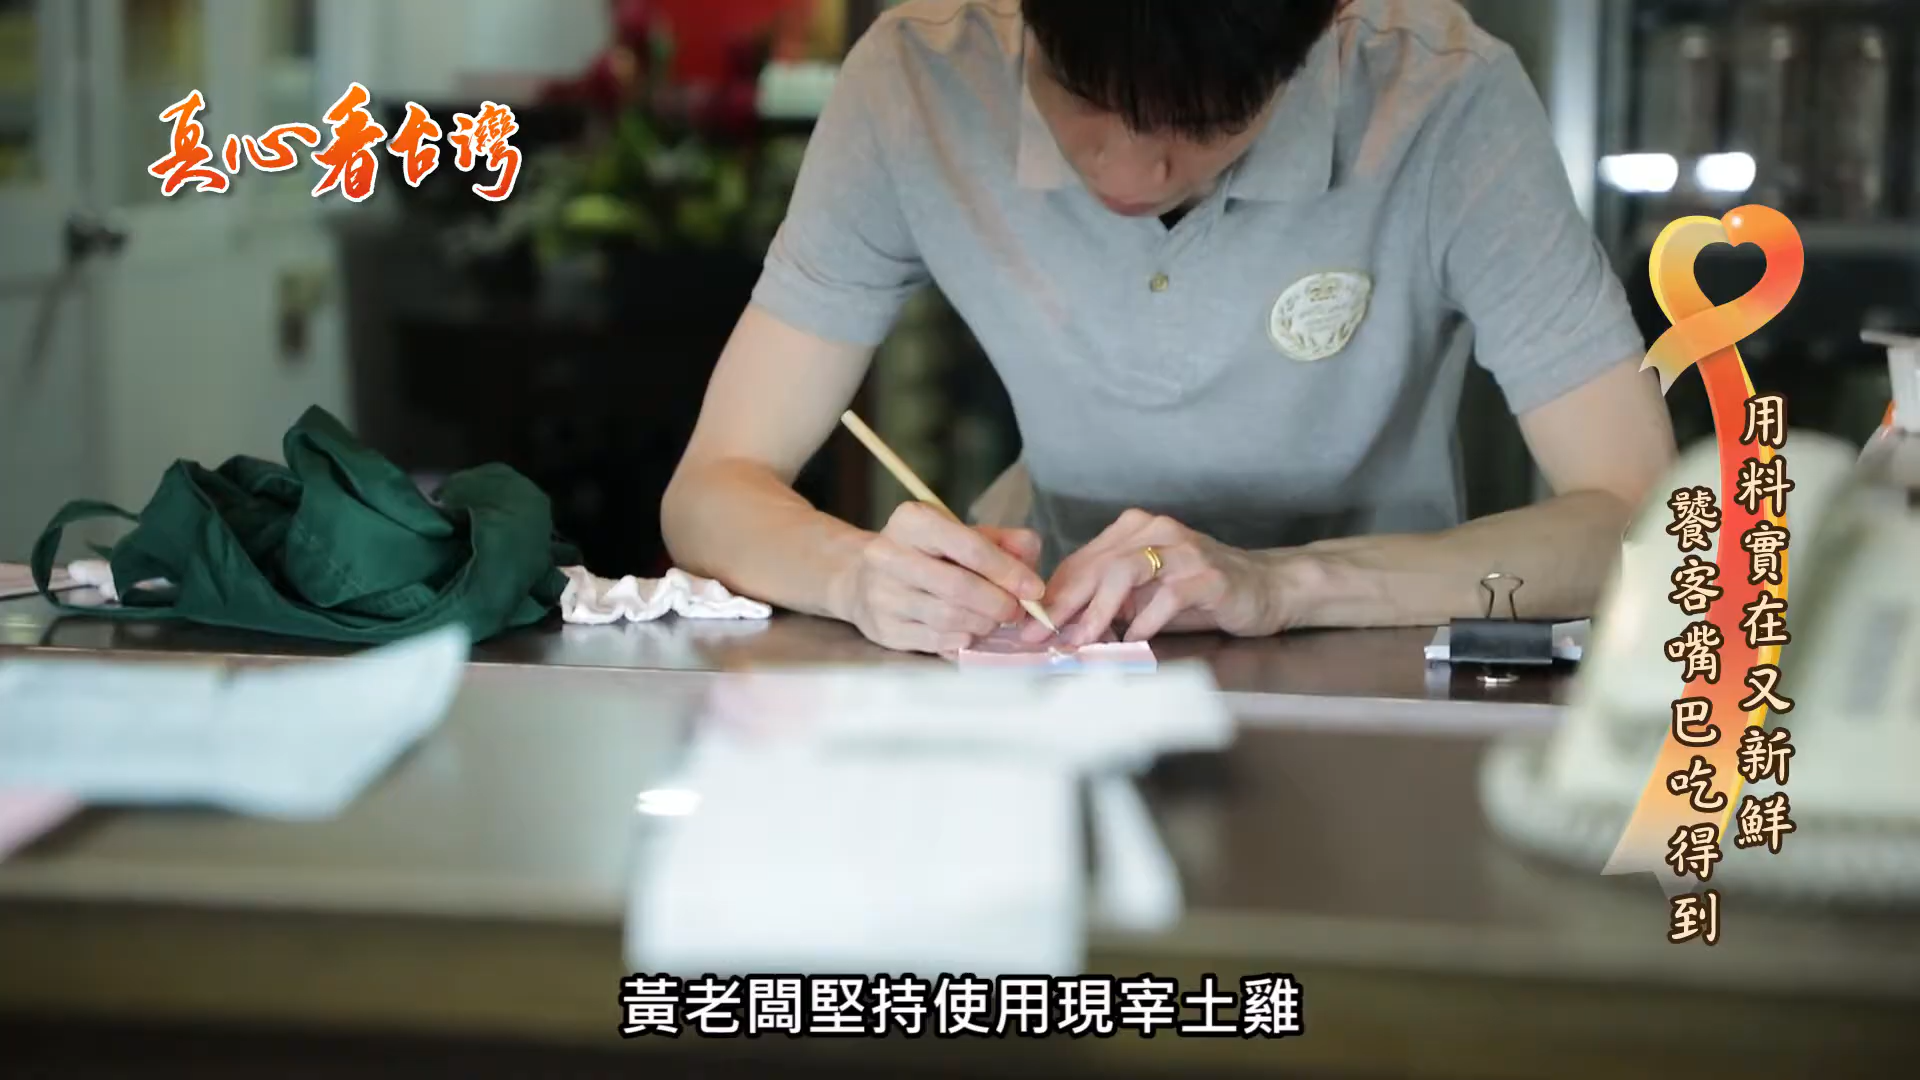 真心看台灣
用料實在又新鮮
饕客嘴巴吃得到
黃老闆堅持使用現宰土雞